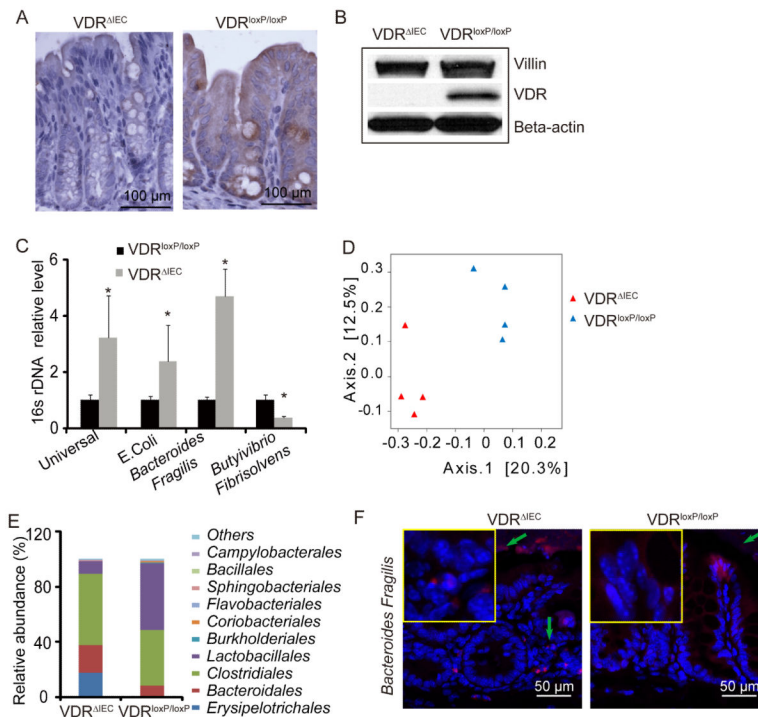 A
VDRΔIEC
VDRloxP/loxP
100 µm
100 µm
B
VDRΔIEC
VDRloxP/loxP
Villin
VDR
Beta-actin
C
VDRloxP/loxP
VDRΔIEC
16s rDNA relative level
6
4
2
0
*
*
*
*
Universal
E.Coli
Bacteroides
Fragilis
Butyivibrio
Fibrisolvens
D
Axis.2 [12.5%]
0.3
0.2
0.1
0.0
-0.1
-0.3
-0.2
-0.1
0
0.1
0.2
Axis.1 [20.3%]
VDRΔIEC
VDRloxP/loxP
E
Relative abundance (%)
120
80
40
0
VDRΔIEC
VDRloxP/loxP
Others
Campylobacterales
Bacillales
Sphingobacteriales
Flavobacteriales
Coriobacteriales
Burkholderiales
Lactobacillales
Clostridiales
Bacteroidales
Erysipelotrichales
F
VDRΔIEC
VDRloxP/loxP
Bacteroides Fragilis
50 µm
50 µm